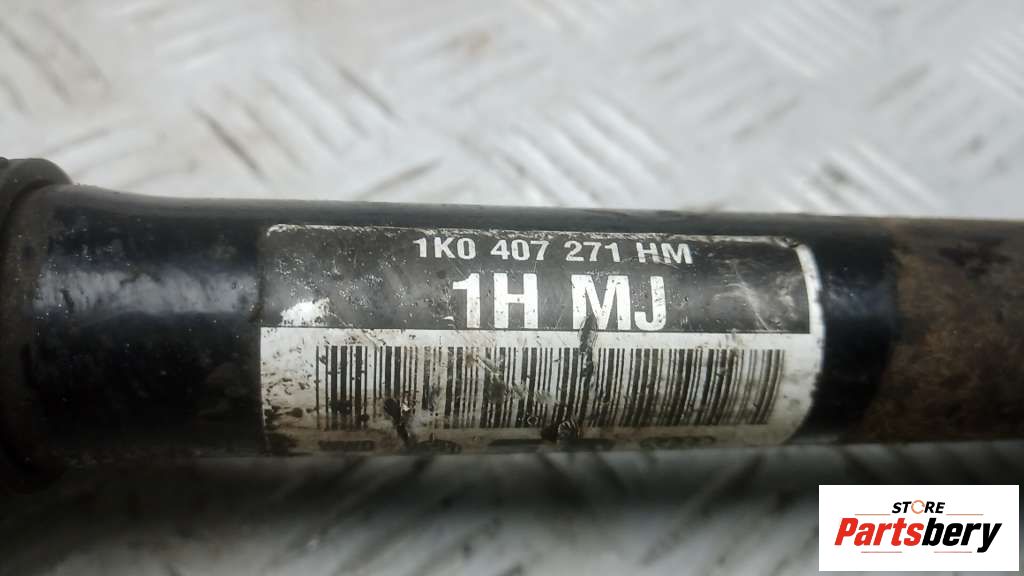 1K0 407 271 HM
1H MJ
STORE
Partsbery